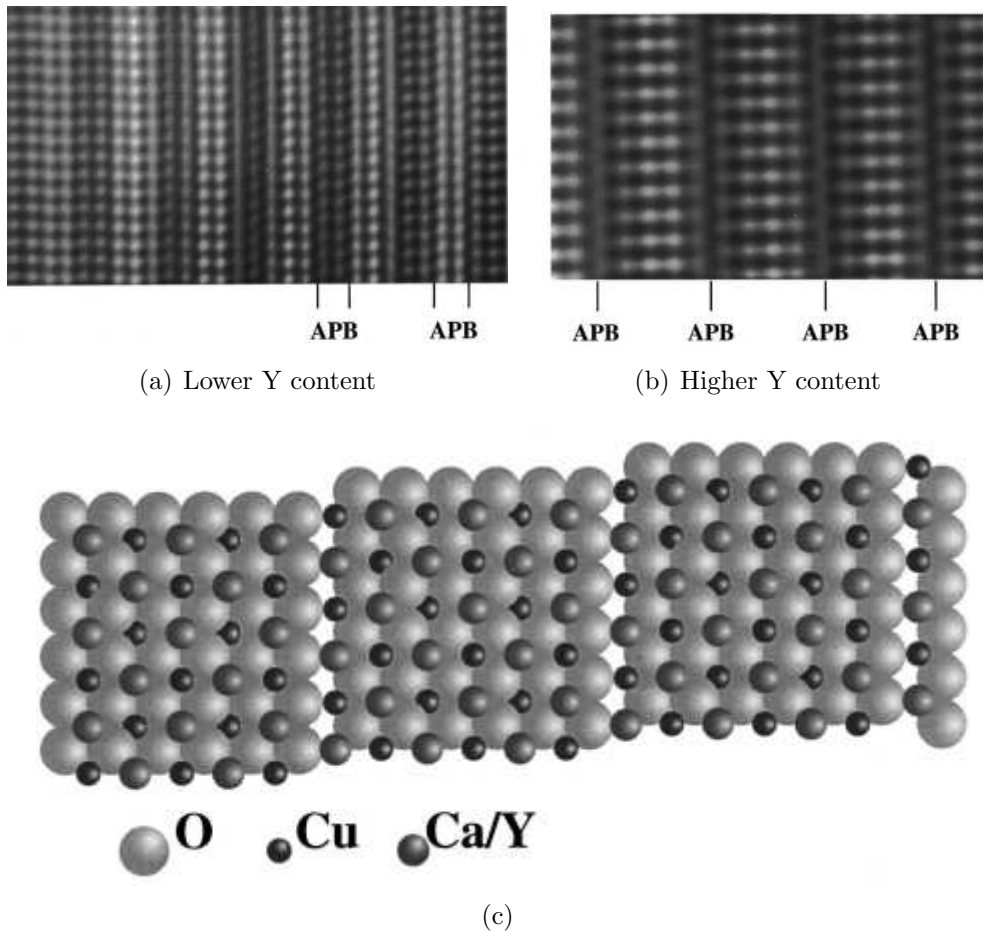 APB APB
APB APB APB APB
(a) Lower Y content
(b) Higher Y content
O Cu Ca/Y
(c)